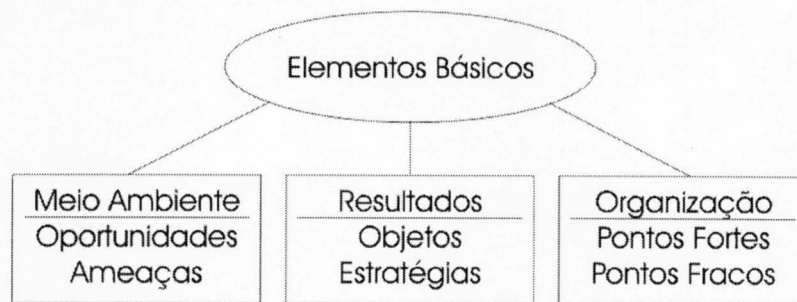 Elementos Básicos
Meio Ambiente
Oportunidades
Ameaças
Resultados
Objetos
Estratégias
Organização
Pontos Fortes
Pontos Fracos